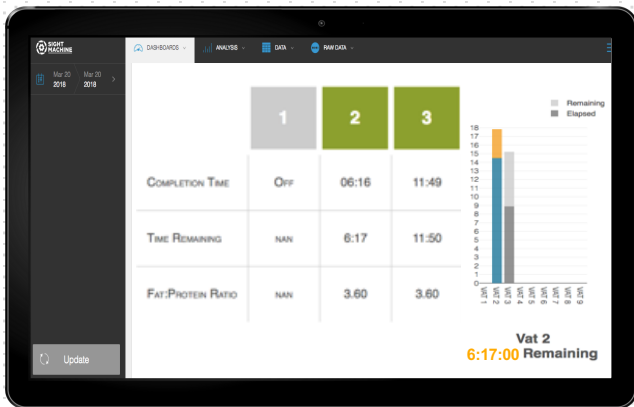 SIGHT
MACHINE
DASHBOARDS
ANALYSIS
DATA
RAW DATA
Mar 20
2018
Mar 20
2018
1 2 3
COMPLETION TIME OFF 06:16 11:49
TIME REMAINING NAN 6:17 11:50
FAT:PROTEIN RATIO NAN 3.60 3.60
Remaining
Elapsed
18
17
16
15
14
13
12
11
10
9
8
7
6
5
4
3
2
1
0
VAT 1
VAT 2
VAT 3
VAT 4
VAT 5
VAT 6
VAT 7
VAT 8
VAT 9
Vat 2
6:17:00 Remaining
Update